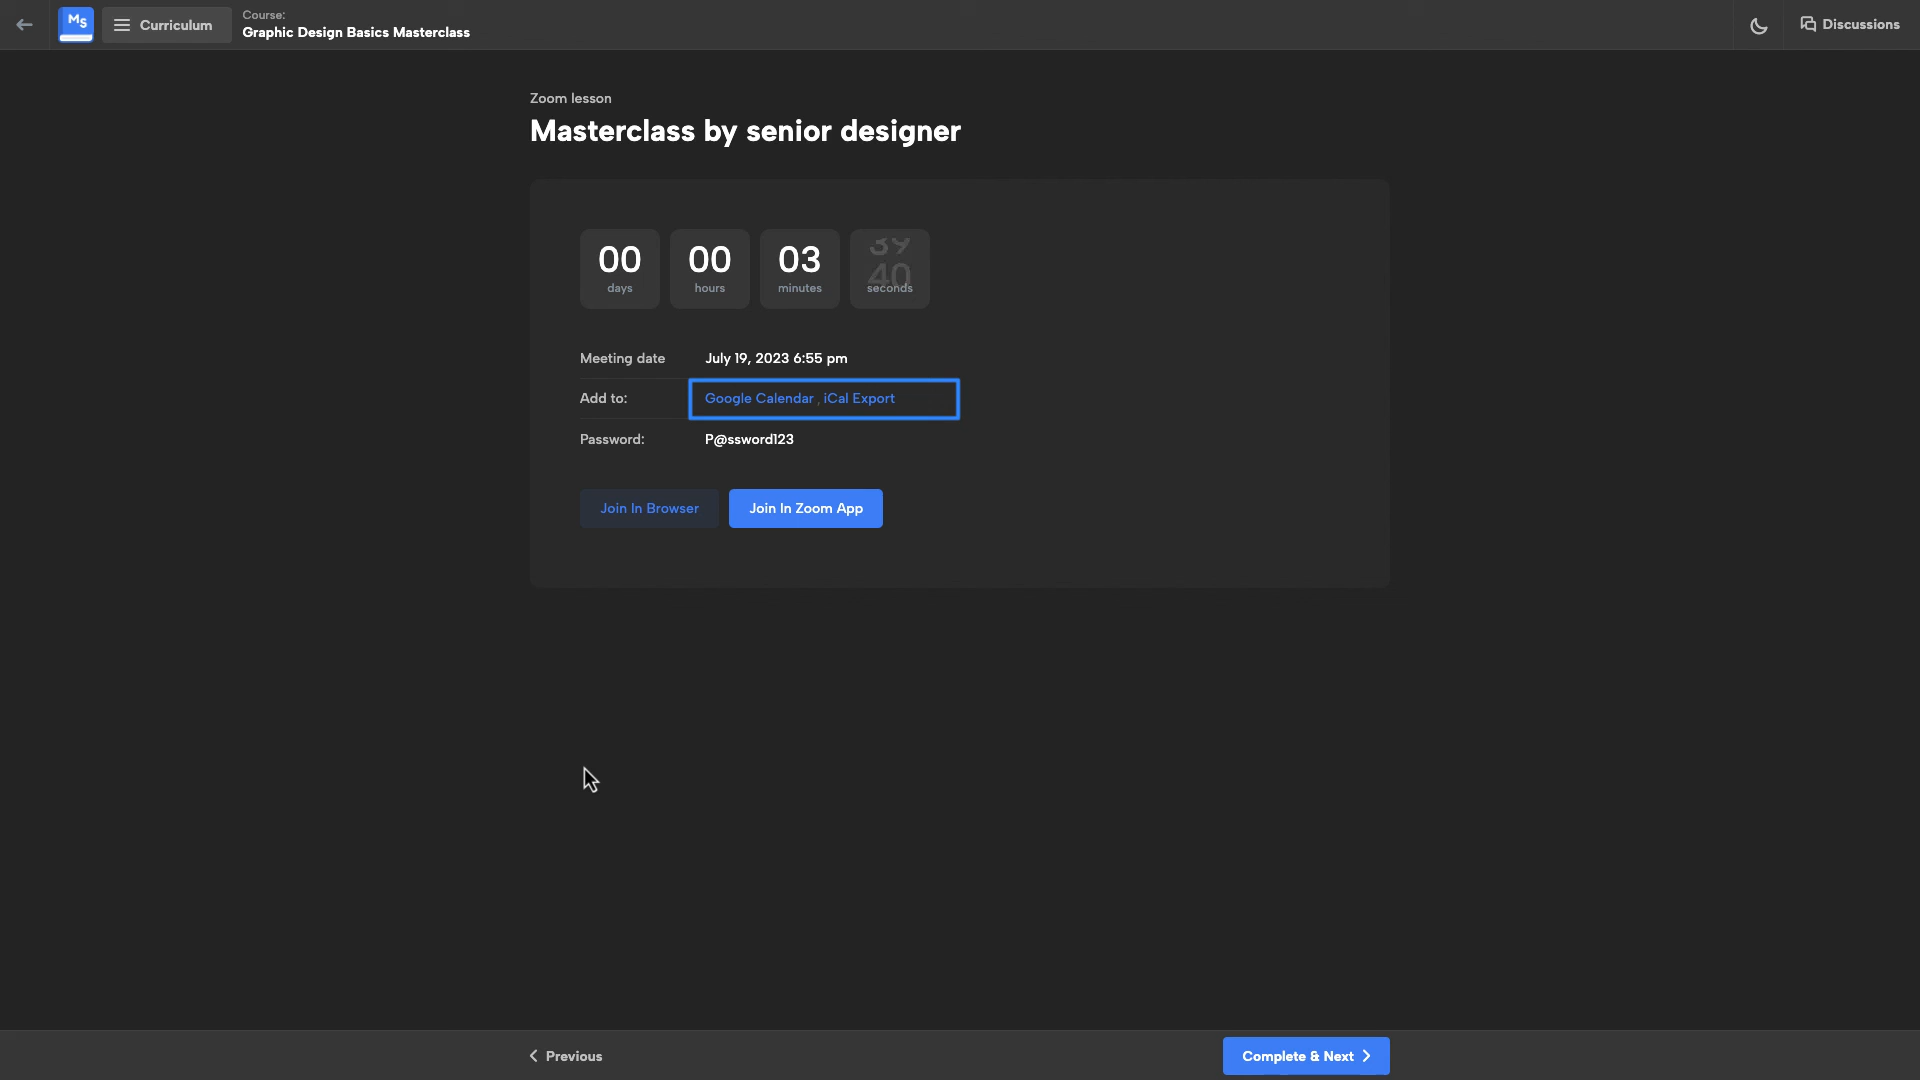 MS
Curriculum
Course:
Graphic Design Basics Masterclass
Discussions
Zoom lesson
Masterclass by senior designer
00 00 03 39
40
days hours minutes seconds
Meeting date July 19, 2023 6:55 pm
Add to: Google Calendar , iCal Export
Password: P@ssword123
Join In Browser Join In Zoom App
Previous Complete & Next